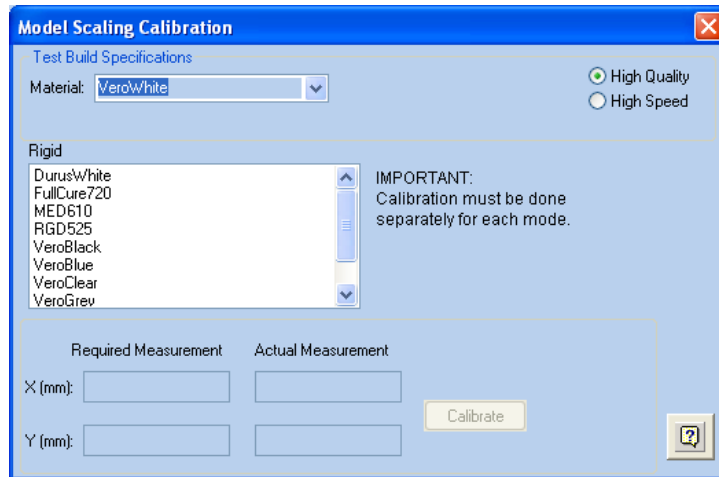 Model Scaling Calibration
Test Build Specifications
Material: VeroWhite
High Quality
High Speed
Rigid
DurusWhite
FullCure720
MED610
RGD525
VeroBlack
VeroBlue
VeroClear
VeroGrey
IMPORTANT:
Calibration must be done
separately for each mode.
Required Measurement Actual Measurement
X (mm):
Calibrate
Y (mm):